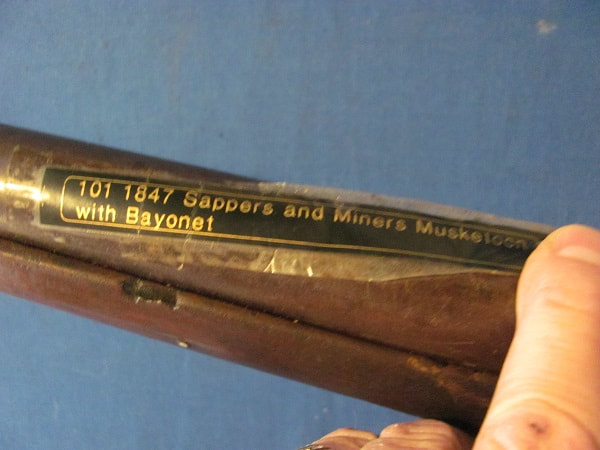 101 1847 Sappers and Miners Musketoon
with Bayonet